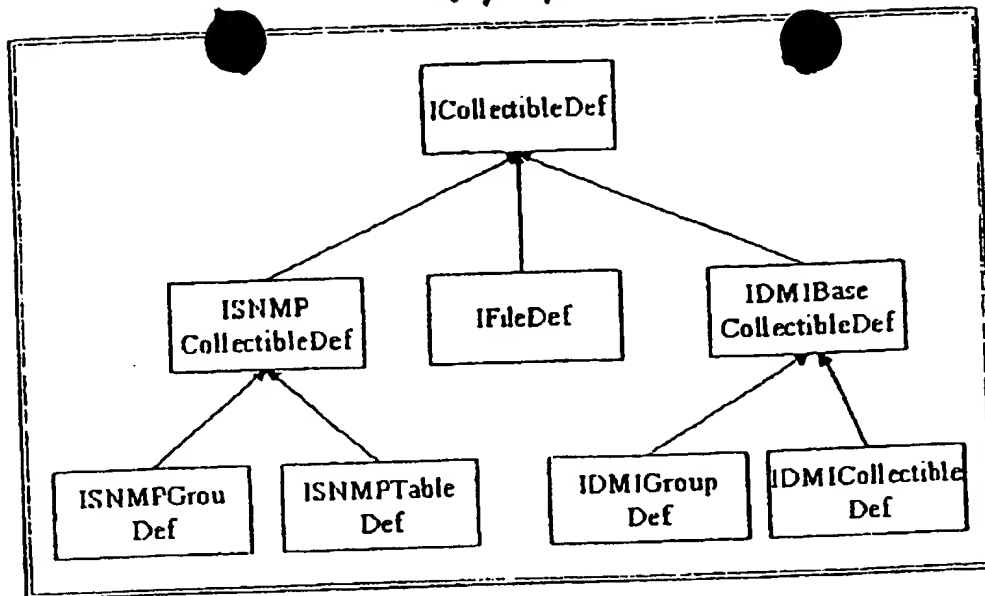 ICollectibleDef
ISNMP
CollectibleDef
IFileDef
IDMIBase
CollectibleDef
ISNMPGrou
Def
ISNMPTable
Def
IDMIGroup
Def
IDMICollectible
Def